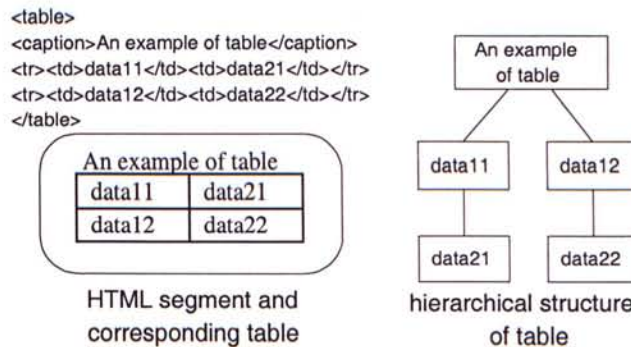 <table>
<caption>An example of table</caption>
<tr><td>data11</td><td>data21</td></tr>
<tr><td>data12</td><td>data22</td></tr>
</table>
An example of table
data11 data21
data12 data22
HTML segment and
corresponding table
An example
of table
data11 data12
data21 data22
hierarchical structure
of table